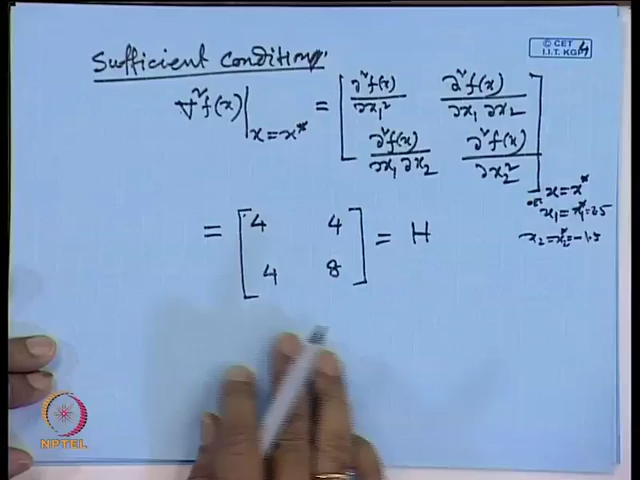 © CET
I.I.T. KGP
4
Sufficient condition:
∇²f(x)|x=x* = [ ∂²f(x)/∂x₁² ∂²f(x)/∂x₁∂x₂
∂²f(x)/∂x₁∂x₂ ∂²f(x)/∂x₂² ] x=x*
x₁=x₁*=2.5
x₂=x₂*=-1.5
= [ 4 4
4 8 ] = H
NPTEL